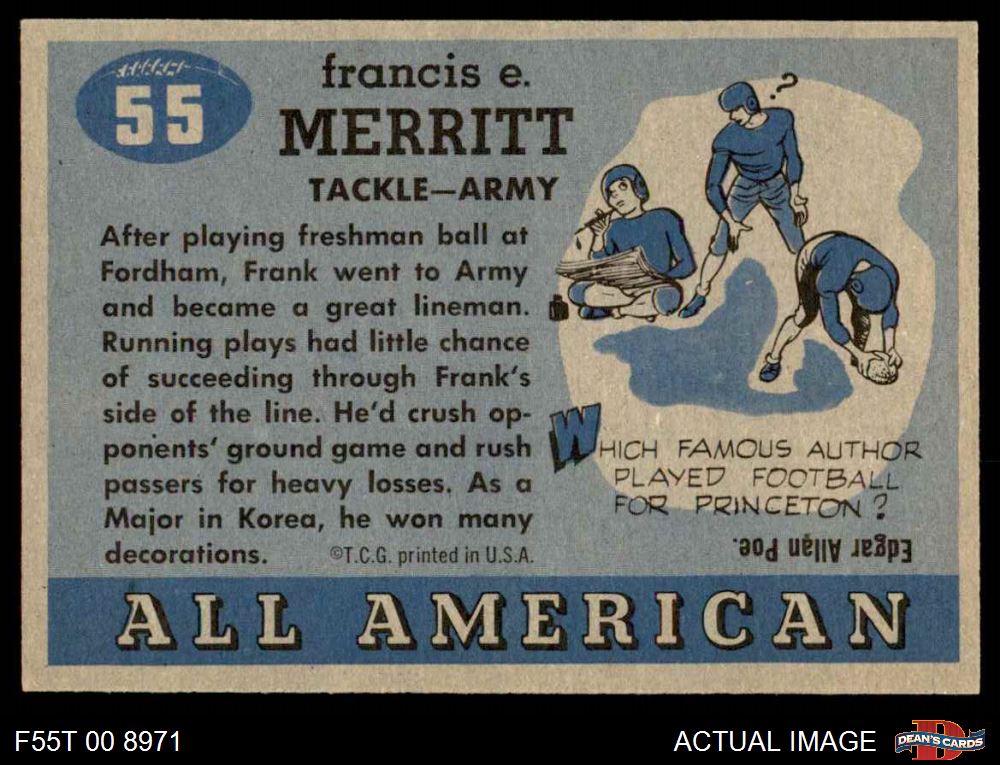 55
francis e.
MERRITT
TACKLE—ARMY
After playing freshman ball at
Fordham, Frank went to Army
and became a great lineman.
Running plays had little chance
of succeeding through Frank's
side of the line. He'd crush op-
ponents' ground game and rush
passers for heavy losses. As a
Major in Korea, he won many
decorations.
©T.C.G. printed in U.S.A.
?
WHICH FAMOUS AUTHOR
PLAYED FOOTBALL
FOR PRINCETON?
Edgar Allan Poe.
ALL AMERICAN
F55T 00 8971
ACTUAL IMAGE
D
DEAN'S CARDS